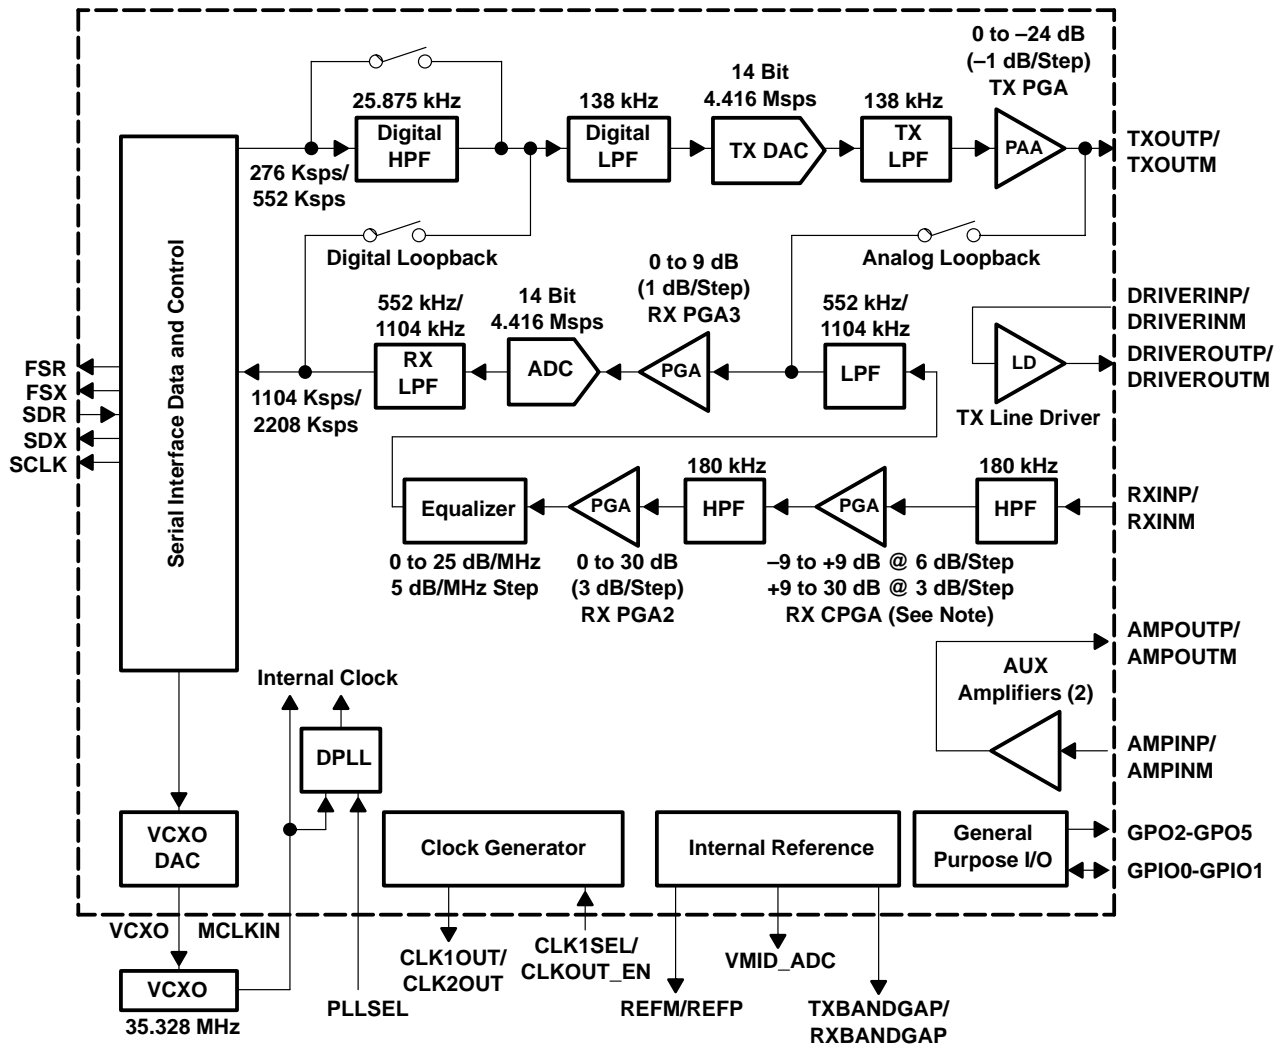 0 to –24 dB
(–1 dB/Step)
TX PGA
14 Bit
4.416 Msps
25.875 kHz
138 kHz
138 kHz
Digital
HPF
Digital
LPF
TX DAC
TX
LPF
PAA
TXOUTP/
TXOUTM
276 Ksps/
552 Ksps
Digital Loopback
Analog Loopback
0 to 9 dB
(1 dB/Step)
RX PGA3
552 kHz/
1104 kHz
14 Bit
4.416 Msps
552 kHz/
1104 kHz
DRIVERINP/
DRIVERINM
DRIVEROUTP/
DRIVEROUTM
RX
LPF
ADC
PGA
LPF
LD
TX Line Driver
Serial Interface Data and Control
FSR
FSX
SDR
SDX
SCLK
1104 Ksps/
2208 Ksps
180 kHz
180 kHz
Equalizer
PGA
HPF
PGA
HPF
RXINP/
RXINM
0 to 25 dB/MHz
5 dB/MHz Step
0 to 30 dB
(3 dB/Step)
RX PGA2
–9 to +9 dB @ 6 dB/Step
+9 to 30 dB @ 3 dB/Step
RX CPGA (See Note)
AMPOUTP/
AMPOUTM
AUX
Amplifiers (2)
AMPINP/
AMPINM
Internal Clock
DPLL
VCXO
DAC
Clock Generator
Internal Reference
General
Purpose I/O
GPO2-GPO5
GPIO0-GPIO1
VCXO
MCLKIN
CLK1OUT/
CLK2OUT
CLK1SEL/
CLKOUT_EN
VMID_ADC
VCXO
35.328 MHz
PLLSEL
REFM/REFP
TXBANDGAP/
RXBANDGAP